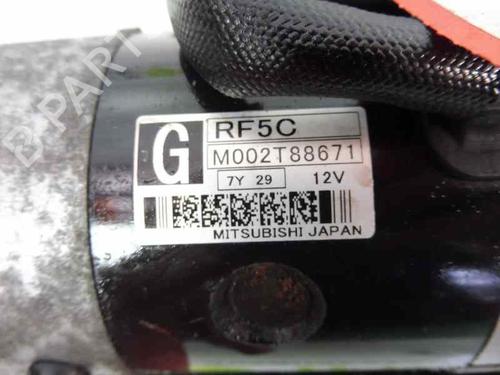 G
RF5C
M002T88671
7Y 29 12V
MITSUBISHI JAPAN
B-PARTS